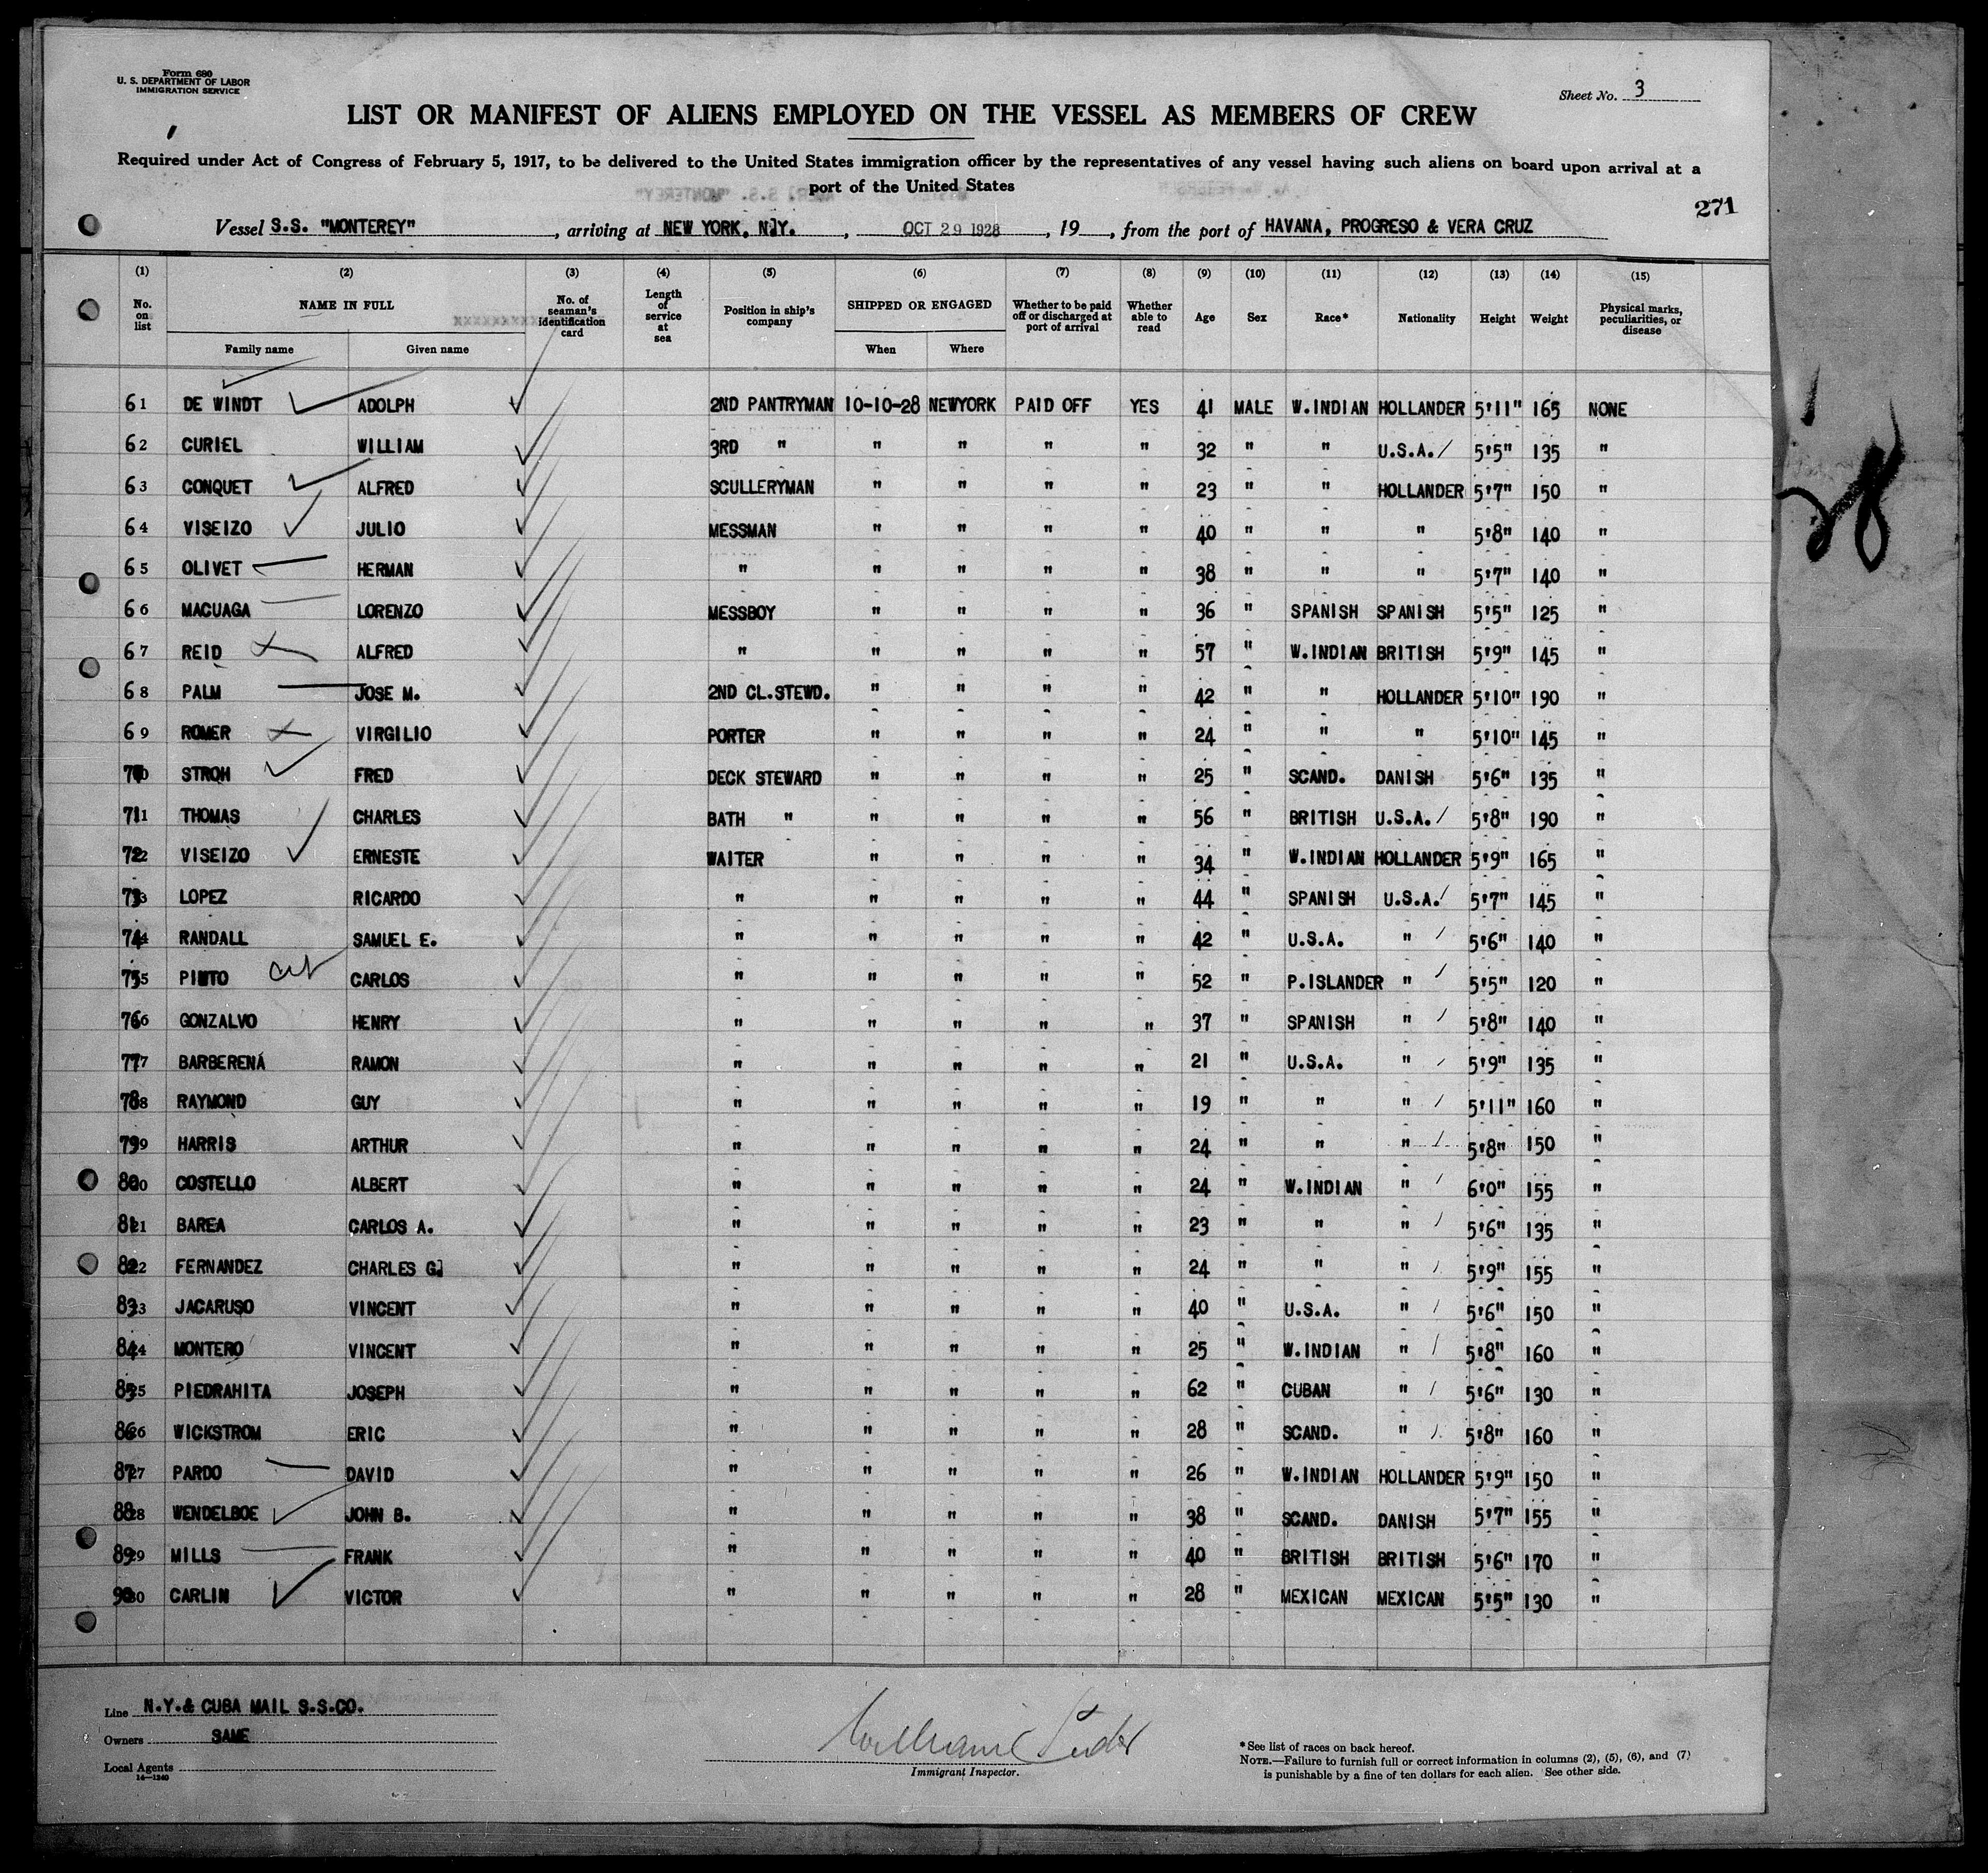 Form 680
U. S. DEPARTMENT OF LABOR
IMMIGRATION SERVICE
Sheet No. 3
LIST OR MANIFEST OF ALIENS EMPLOYED ON THE VESSEL AS MEMBERS OF CREW
Required under Act of Congress of February 5, 1917, to be delivered to the United States immigration officer by the representatives of any vessel having such aliens on board upon arrival at a
port of the United States
271
Vessel S.S. "MONTEREY", arriving at NEW YORK, N.Y., OCT 29 1928, 19, from the port of HAVANA, PROGRESO & VERA CRUZ
(1) (2) (3) (4) (5) (6) (7) (8) (9) (10) (11) (12) (13) (14) (15)
No. on list NAME IN FULL No. of seaman's identification card Length of service at sea Position in ship's company SHIPPED OR ENGAGED Whether to be paid off or discharged at port of arrival Whether able to read Age Sex Race* Nationality Height Weight Physical marks, peculiarities, or disease
Family name Given name When Where
61 DE WINDT ADOLPH 2ND PANTRYMAN 10-10-28 NEWYORK PAID OFF YES 41 MALE W.INDIAN HOLLANDER 5'11" 165 NONE
62 CURIEL WILLIAM 3RD " " " " " 32 " " U.S.A. 5'5" 135 "
63 CONQUET ALFRED SCULLERYMAN " " " " 23 " " HOLLANDER 5'7" 150 "
64 VISEIZO JULIO MESSMAN " " " " 40 " " " 5'8" 140 "
65 OLIVET HERMAN " " " " " 38 " " " 5'7" 140 "
66 MACUAGA LORENZO MESSBOY " " " " 36 " SPANISH SPANISH 5'5" 125 "
67 REID ALFRED " " " " " 57 " W.INDIAN BRITISH 5'9" 145 "
68 PALM JOSE M. 2ND CL.STEWD. " " " " 42 " " HOLLANDER 5'10" 190 "
69 ROMER VIRGILIO PORTER " " " " 24 " " " 5'10" 145 "
70 STROH FRED DECK STEWARD " " " " 25 " SCAND. DANISH 5'6" 135 "
71 THOMAS CHARLES BATH " " " " " 56 " BRITISH U.S.A. 5'8" 190 "
72 VISEIZO ERNESTE WAITER " " " " 34 " W.INDIAN HOLLANDER 5'9" 165 "
73 LOPEZ RICARDO " " " " " 44 " SPANISH U.S.A. 5'7" 145 "
74 RANDALL SAMUEL E. " " " " " 42 " U.S.A. " 5'6" 140 "
75 PINTO CARLOS " " " " " 52 " P.ISLANDER " 5'5" 120 "
76 GONZALVO HENRY " " " " " 37 " SPANISH " 5'8" 140 "
77 BARBERENA RAMON " " " " " 21 " U.S.A. " 5'9" 135 "
78 RAYMOND GUY " " " " " 19 " " " 5'11" 160 "
79 HARRIS ARTHUR " " " " " 24 " " " 5'8" 150 "
80 COSTELLO ALBERT " " " " " 24 " W.INDIAN " 6'0" 155 "
81 BAREA CARLOS A. " " " " " 23 " " " 5'6" 135 "
82 FERNANDEZ CHARLES G. " " " " " 24 " " " 5'9" 155 "
83 JACARUSO VINCENT " " " " " 40 " U.S.A. " 5'6" 150 "
84 MONTERO VINCENT " " " " " 25 " W.INDIAN " 5'8" 160 "
85 PIEDRAHITA JOSEPH " " " " " 62 " CUBAN " 5'6" 130 "
86 WICKSTROM ERIC " " " " " 28 " SCAND. " 5'8" 160 "
87 PARDO DAVID " " " " " 26 " W.INDIAN HOLLANDER 5'9" 150 "
88 WENDELBOE JOHN B. " " " " " 38 " SCAND. DANISH 5'7" 155 "
89 MILLS FRANK " " " " " 40 " BRITISH BRITISH 5'6" 170 "
90 CARLIN VICTOR " " " " " 28 " MEXICAN MEXICAN 5'5" 130 "
Line N.Y.& CUBA MAIL S.S.CO.
Owners SAME
Local Agents
14—1240
William
Immigrant Inspector.
*See list of races on back hereof.
NOTE.—Failure to furnish full or correct information in columns (2), (5), (6), and (7)
is punishable by a fine of ten dollars for each alien. See other side.